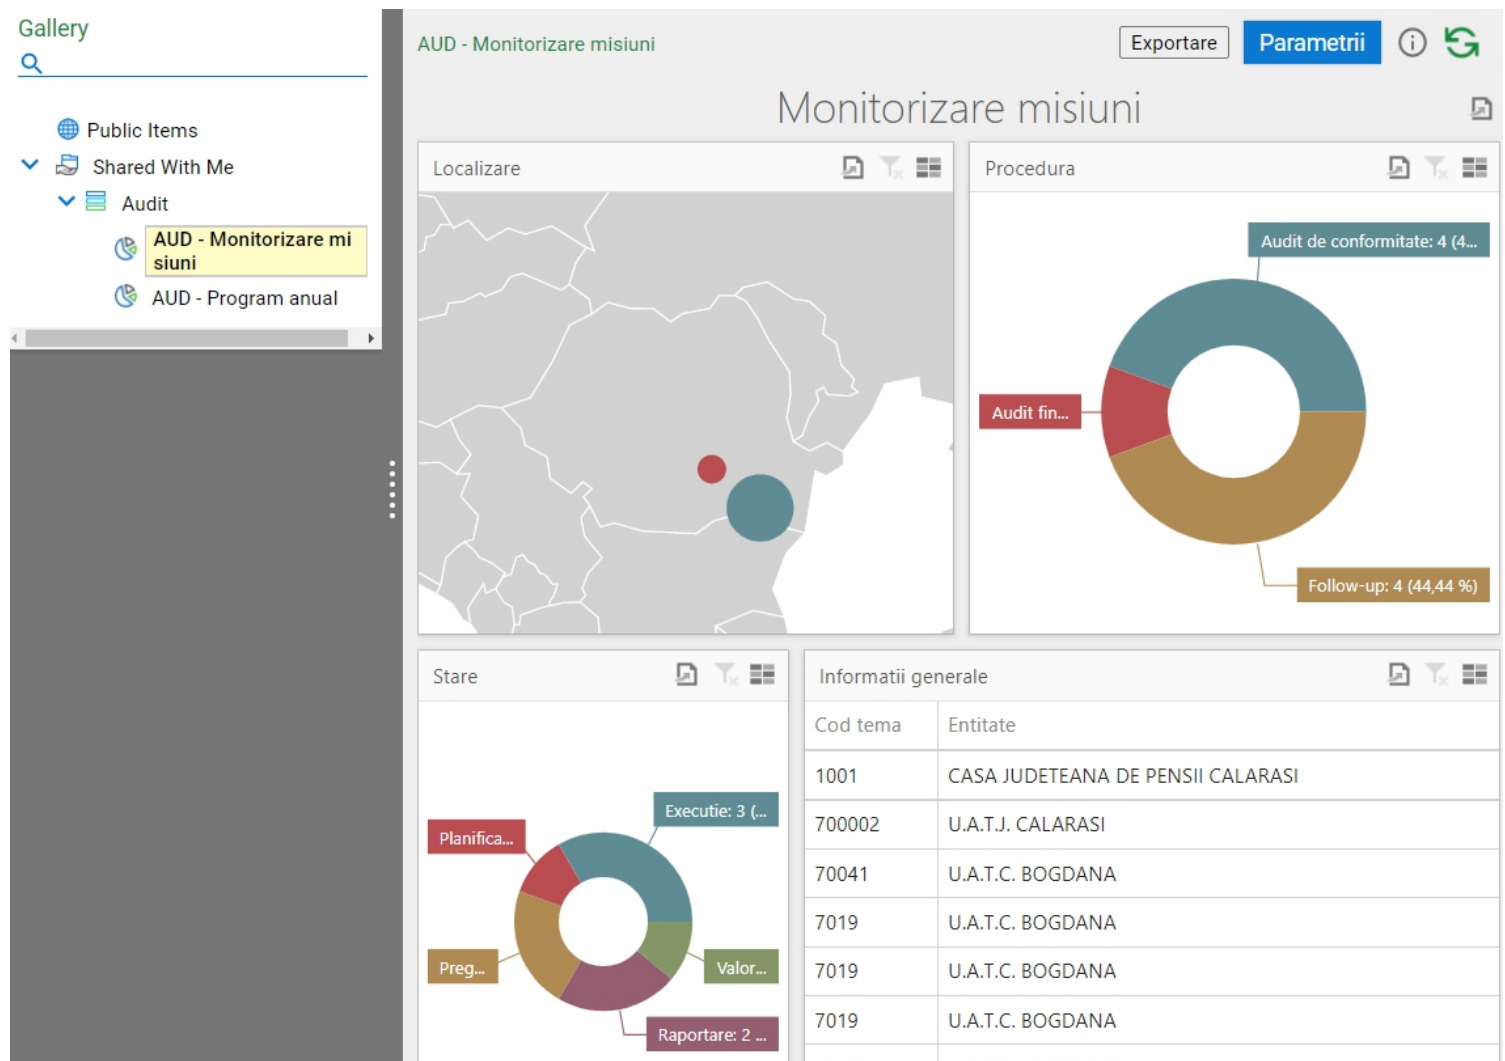 Gallery
Public Items
Shared With Me
Audit
AUD - Monitorizare mi
siuni
AUD - Program anual
AUD - Monitorizare misiuni
Exportare
Parametrii
Monitorizare misiuni
Localizare
Procedura
Audit de conformitate: 4 (4...
Audit fin...
Follow-up: 4 (44,44 %)
Stare
Executie: 3 (...
Planifica...
Preg...
Valor...
Raportare: 2 ...
Informatii generale
Cod tema Entitate
1001 CASA JUDETEANA DE PENSII CALARASI
700002 U.A.T.J. CALARASI
70041 U.A.T.C. BOGDANA
7019 U.A.T.C. BOGDANA
7019 U.A.T.C. BOGDANA
7019 U.A.T.C. BOGDANA